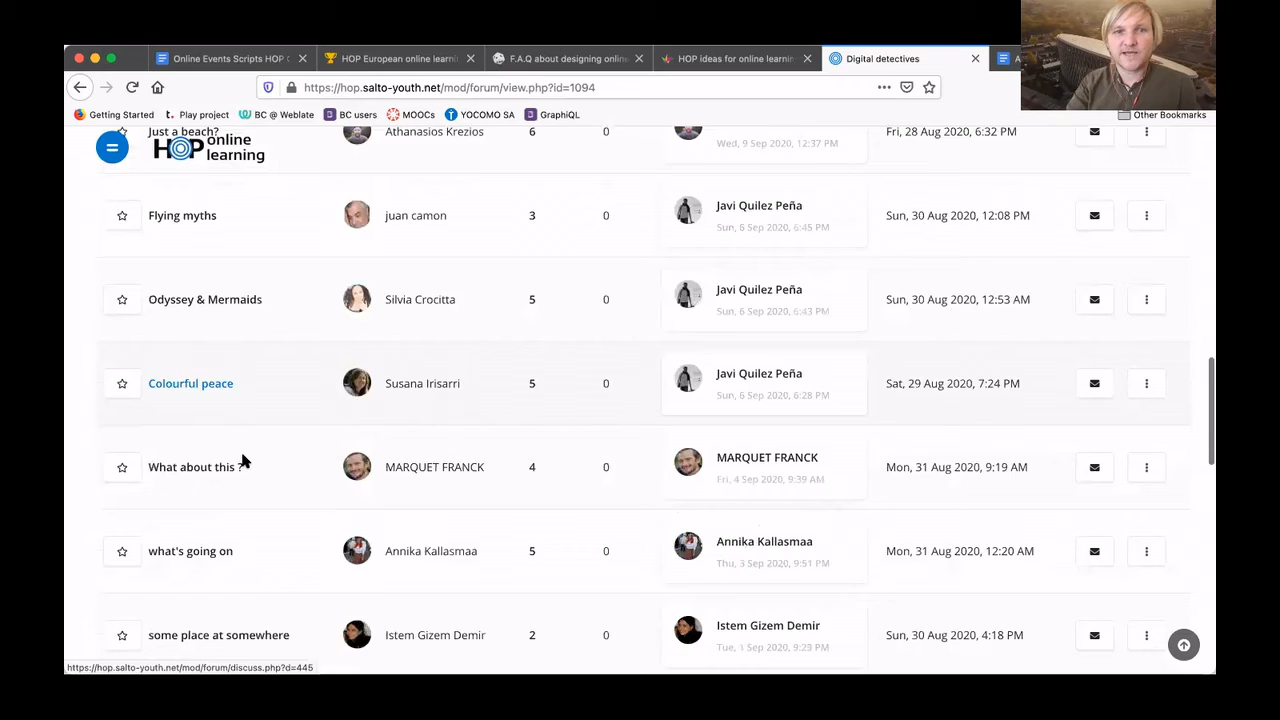 Online Events Scripts HOP
HOP European online learni
F.A.Q about designing online
HOP ideas for online learnin
Digital detectives
https://hop.salto-youth.net/mod/forum/view.php?id=1094
Getting Started
Play project
BC @ Weblate
BC users
MOOCs
YOCOMO SA
GraphiQL
Other Bookmarks
HOP online learning
Just a beach? Athanasios Krezios 6 0 Wed, 9 Sep 2020, 12:37 PM Fri, 28 Aug 2020, 6:32 PM
Flying myths juan camon 3 0 Javi Quilez Peña Sun, 30 Aug 2020, 12:08 PM
Sun, 6 Sep 2020, 6:45 PM
Odyssey & Mermaids Silvia Crocitta 5 0 Javi Quilez Peña Sun, 30 Aug 2020, 12:53 AM
Sun, 6 Sep 2020, 6:43 PM
Colourful peace Susana Irisarri 5 0 Javi Quilez Peña Sat, 29 Aug 2020, 7:24 PM
Sun, 6 Sep 2020, 6:28 PM
What about this ? MARQUET FRANCK 4 0 MARQUET FRANCK Mon, 31 Aug 2020, 9:19 AM
Fri, 4 Sep 2020, 9:39 AM
what's going on Annika Kallasmaa 5 0 Annika Kallasmaa Mon, 31 Aug 2020, 12:20 AM
Thu, 3 Sep 2020, 9:51 PM
some place at somewhere Istem Gizem Demir 2 0 Istem Gizem Demir Sun, 30 Aug 2020, 4:18 PM
Tue, 1 Sep 2020, 9:23 PM
https://hop.salto-youth.net/mod/forum/discuss.php?d=445